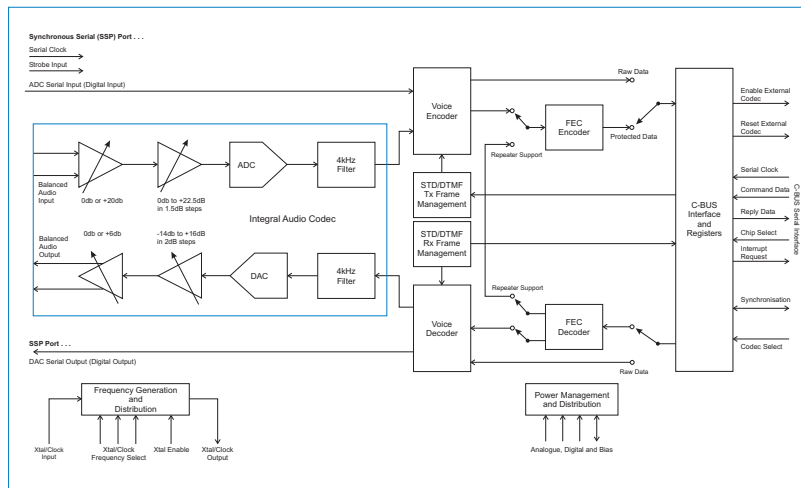 Synchronous Serial (SSP) Port . . .
Serial Clock
Strobe Input
ADC Serial Input (Digital Input)
Balanced
Audio
Input
0db or +20db
0db to +22.5dB
in 1.5dB steps
ADC
4kHz
Filter
Integral Audio Codec
Balanced
Audio
Output
0db or +6db
-14db to +16dB
in 2dB steps
DAC
4kHz
Filter
SSP Port . . .
DAC Serial Output (Digital Output)
Voice
Encoder
STD/DTMF
Tx Frame
Management
STD/DTMF
Rx Frame
Management
Voice
Decoder
Raw Data
FEC
Encoder
Protected Data
Repeater Support
Repeater Support
FEC
Decoder
Raw Data
C-BUS
Interface
and
Registers
Enable External
Codec
Reset External
Codec
Serial Clock
Command Data
Reply Data
Chip Select
Interrupt
Request
Synchronisation
Codec Select
C-BUS Serial Interface
Frequency Generation
and
Distribution
Xtal/Clock
Input
Xtal/Clock
Frequency Select
Xtal Enable
Xtal/Clock
Output
Power Management
and Distribution
Analogue, Digital and Bias